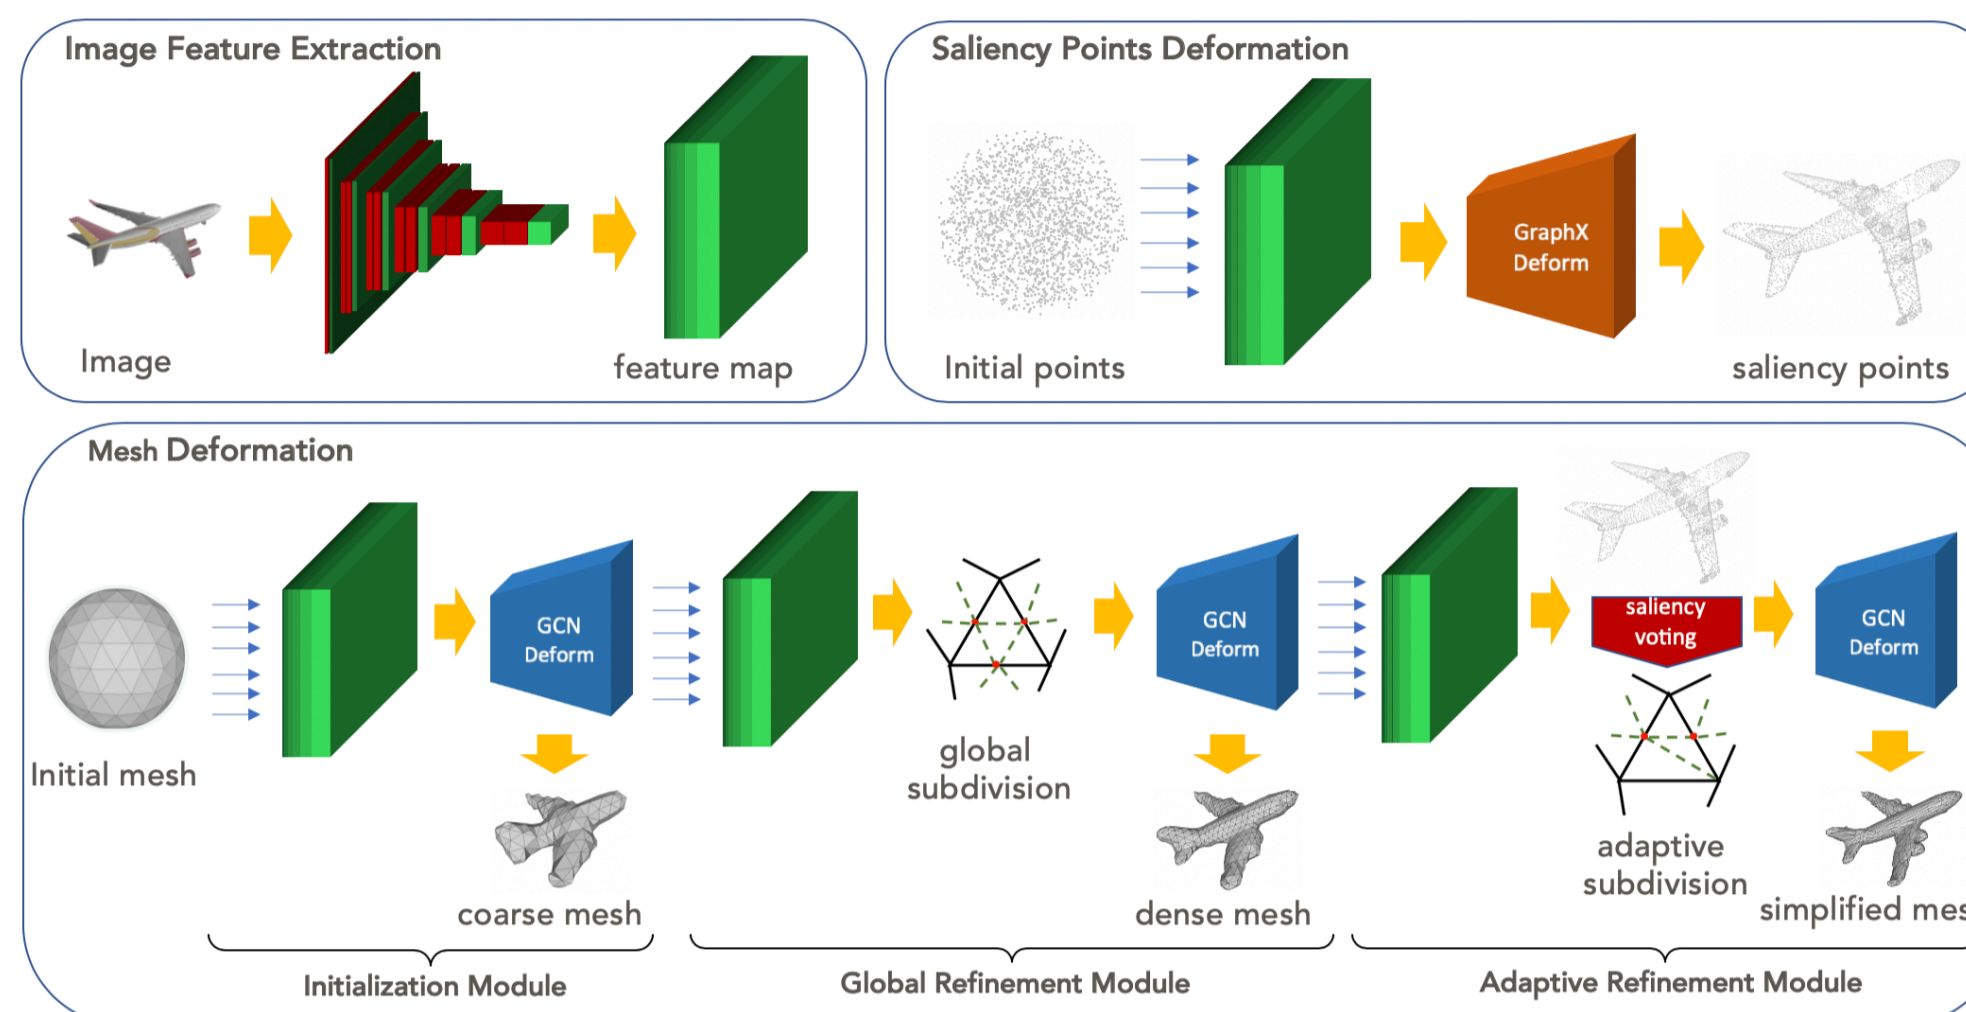 Image Feature Extraction
Image
feature map
Saliency Points Deformation
Initial points
GraphX
Deform
saliency points
Mesh Deformation
Initial mesh
GCN
Deform
coarse mesh
Initialization Module
global
subdivision
GCN
Deform
dense mesh
Global Refinement Module
saliency
voting
adaptive
subdivision
GCN
Deform
simplified mes
Adaptive Refinement Module